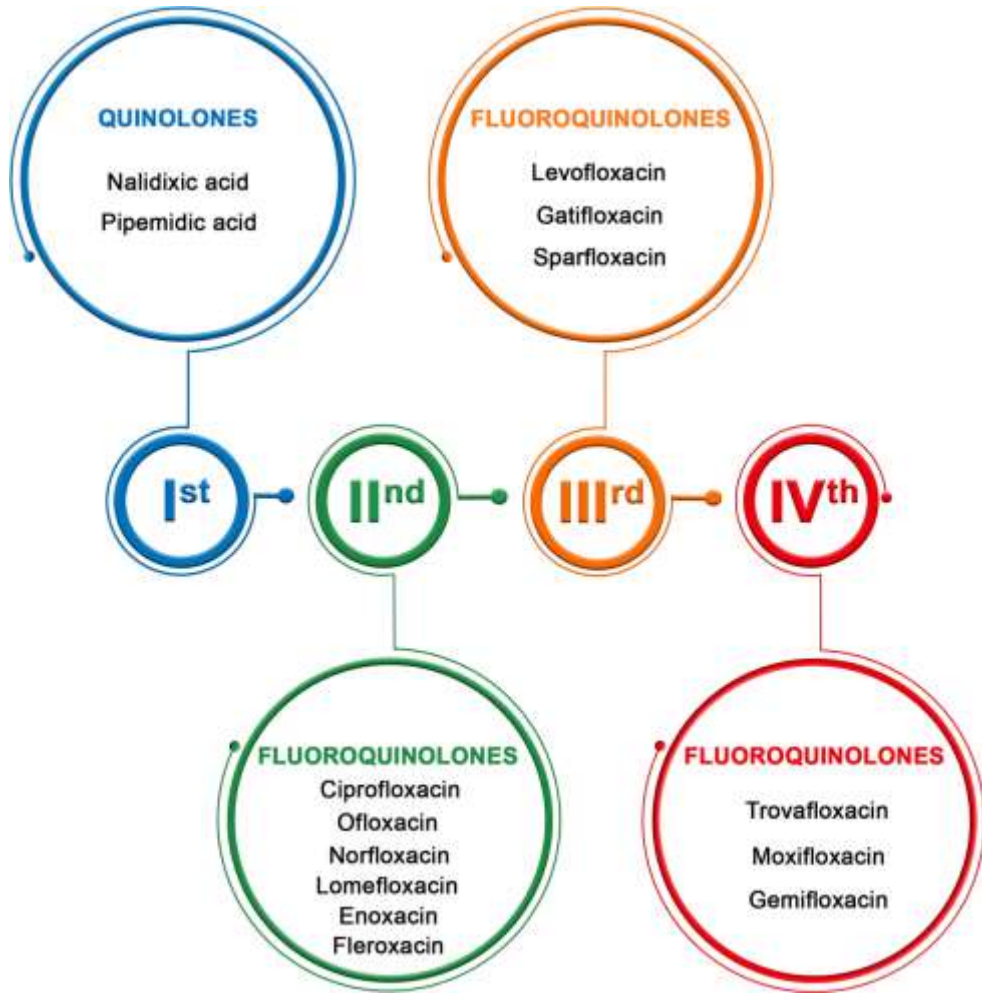 QUINOLONES
Nalidixic acid
Pipemidic acid
FLUOROQUINOLONES
Levofloxacin
Gatifloxacin
Sparfloxacin
Ist
IInd
IIIrd
IVth
FLUOROQUINOLONES
Ciprofloxacin
Ofloxacin
Norfloxacin
Lomefloxacin
Enoxacin
Fleroxacin
FLUOROQUINOLONES
Trovafloxacin
Moxifloxacin
Gemifloxacin